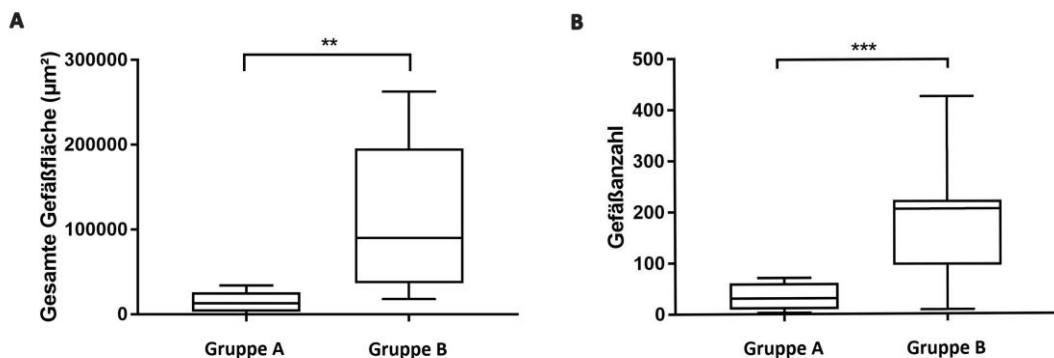 A
Gesamte Gefäßfläche (µm²)
300000
200000
100000
0
**
Gruppe A
Gruppe B
B
Gefäßanzahl
500
400
300
200
100
0
***
Gruppe A
Gruppe B